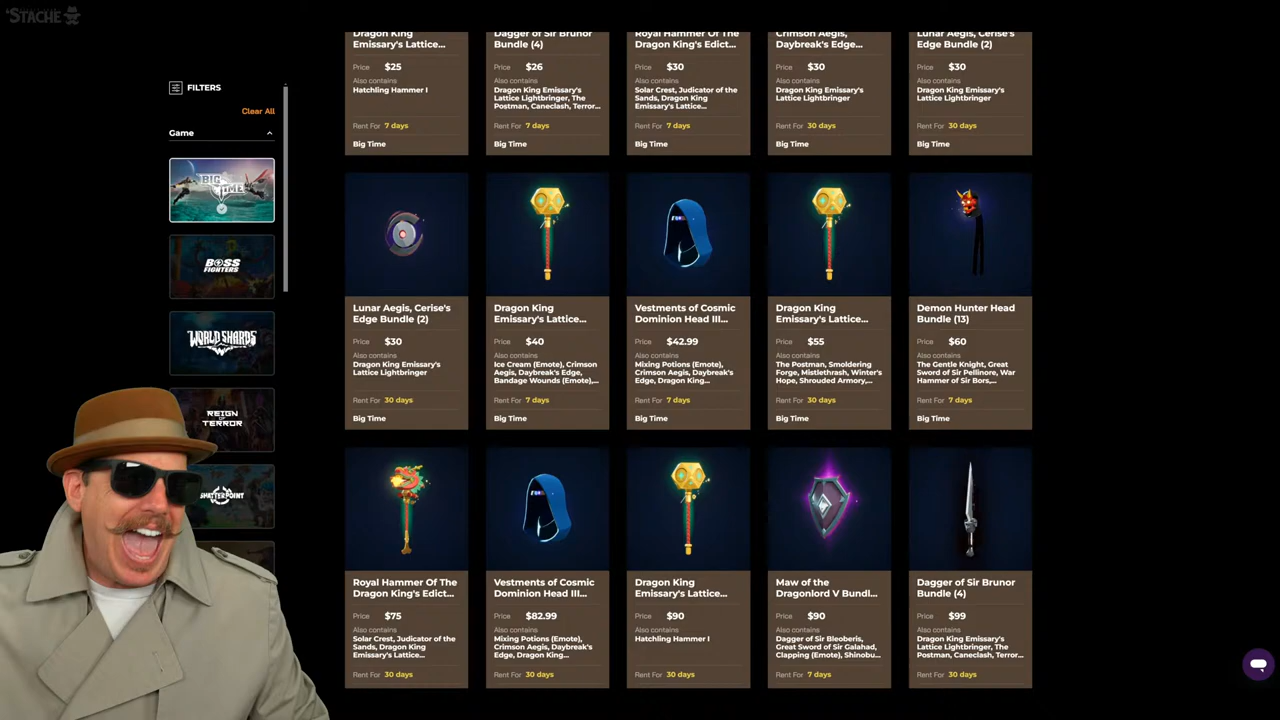 'STACHE
FILTERS
Clear All
Game
BIG TIME
BOSS FIGHTERS
WORLD SHARDS
REIGN OF TERROR
SHATTERPOINT
Dragon King
Emissary's Lattice...
Price $25
Also contains
Hatchling Hammer I
Rent For 7 days
Big Time
Dagger of Sir Brunor
Bundle (4)
Price $26
Also contains
Dragon King Emissary's
Lattice Lightbringer, The
Postman, Caneclash, Terror...
Rent For 7 days
Big Time
Royal Hammer Of The
Dragon King's Edict...
Price $30
Also contains
Solar Crest, Judicator of the
Sands, Dragon King
Emissary's Lattice...
Rent For 7 days
Big Time
Crimson Aegis,
Daybreak's Edge...
Price $30
Also contains
Dragon King Emissary's
Lattice Lightbringer
Rent For 30 days
Big Time
Lunar Aegis, Cerise's
Edge Bundle (2)
Price $30
Also contains
Dragon King Emissary's
Lattice Lightbringer
Rent For 30 days
Big Time
Lunar Aegis, Cerise's
Edge Bundle (2)
Price $30
Also contains
Dragon King Emissary's
Lattice Lightbringer
Rent For 30 days
Big Time
Dragon King
Emissary's Lattice...
Price $40
Also contains
Ice Cream (Emote), Crimson
Aegis, Daybreak's Edge,
Bandage Wounds (Emote),...
Rent For 7 days
Big Time
Vestments of Cosmic
Dominion Head III...
Price $42.99
Also contains
Mixing Potions (Emote),
Crimson Aegis, Daybreak's
Edge, Dragon King...
Rent For 7 days
Big Time
Dragon King
Emissary's Lattice...
Price $55
Also contains
The Postman, Smoldering
Forge, Mistlethrash, Winter's
Hope, Shrouded Armory,...
Rent For 30 days
Big Time
Demon Hunter Head
Bundle (13)
Price $60
Also contains
The Gentle Knight, Great
Sword of Sir Pellinore, War
Hammer of Sir Bors,...
Rent For 7 days
Big Time
Royal Hammer Of The
Dragon King's Edict...
Price $75
Also contains
Solar Crest, Judicator of the
Sands, Dragon King
Emissary's Lattice...
Rent For 30 days
Vestments of Cosmic
Dominion Head III...
Price $82.99
Also contains
Mixing Potions (Emote),
Crimson Aegis, Daybreak's
Edge, Dragon King...
Rent For 30 days
Dragon King
Emissary's Lattice...
Price $90
Also contains
Hatchling Hammer I
Rent For 30 days
Maw of the
Dragonlord V Bundl...
Price $90
Also contains
Dagger of Sir Bleoberis,
Great Sword of Sir Galahad,
Clapping (Emote), Shinobu...
Rent For 7 days
Dagger of Sir Brunor
Bundle (4)
Price $99
Also contains
Dragon King Emissary's
Lattice Lightbringer, The
Postman, Caneclash, Terror...
Rent For 30 days